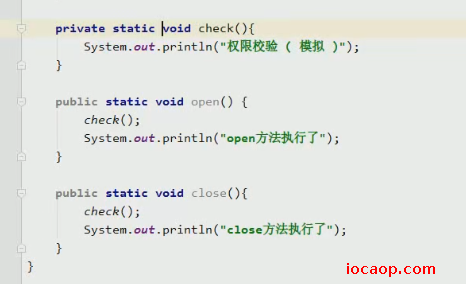 private static void check(){
System.out.println("权限校验 ( 模拟 )");
}
public static void open() {
check();
System.out.println("open方法执行了");
}
public static void close(){
check();
System.out.println("close方法执行了");
}
}
iocaop.com